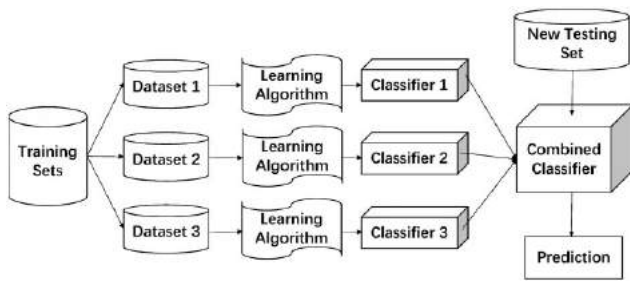 New Testing
Set
Dataset 1
Learning
Algorithm
Classifier 1
Training
Sets
Dataset 2
Learning
Algorithm
Classifier 2
Combined
Classifier
Dataset 3
Learning
Algorithm
Classifier 3
Prediction